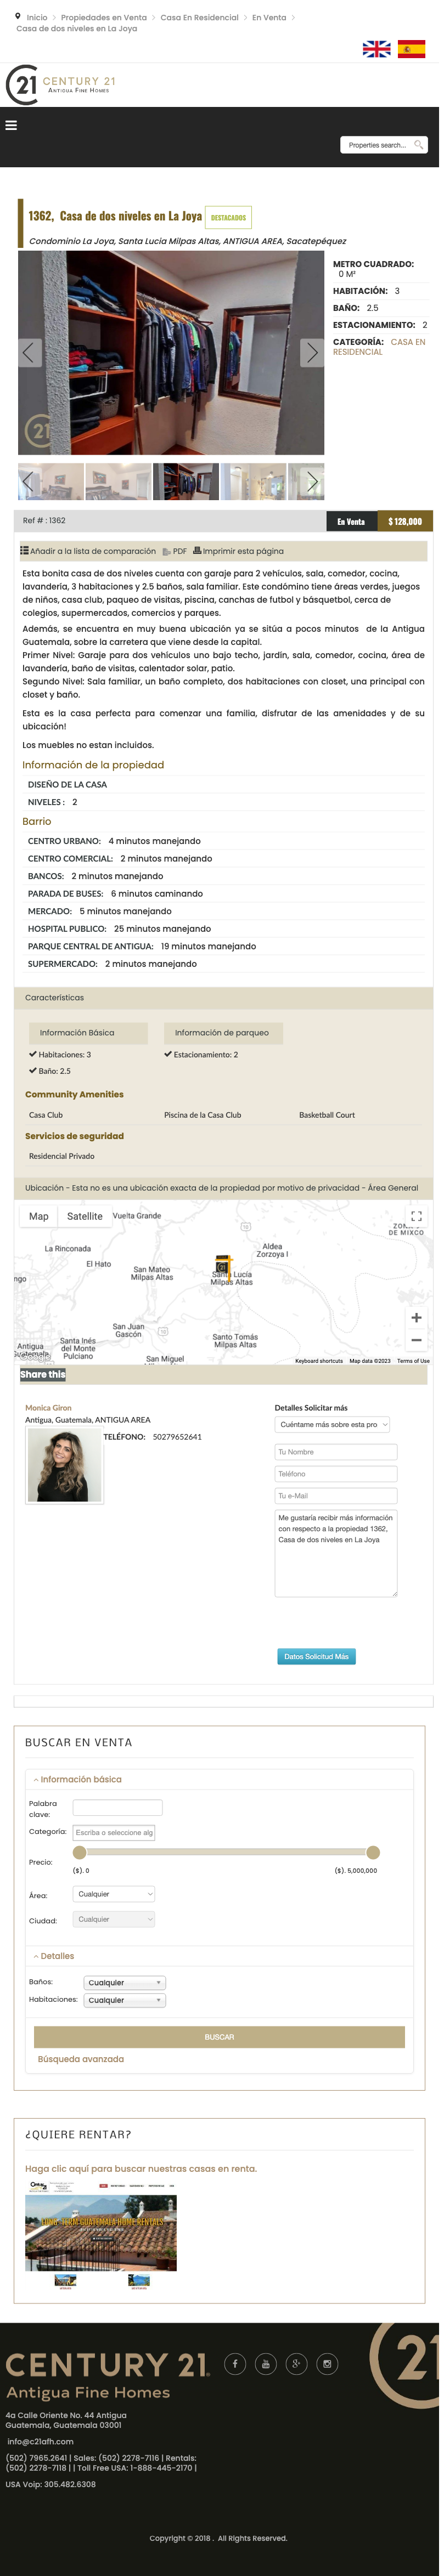 Inicio > Propiedades en Venta > Casa En Residencial > En Venta >
Casa de dos niveles en La Joya
21 CENTURY 21
ANTIGUA FINE HOMES
Properties search...
1362, Casa de dos niveles en La Joya DESTACADOS
Condominio La Joya, Santa Lucia Milpas Altas, ANTIGUA AREA, Sacatepéquez
METRO CUADRADO:
0 M²
HABITACIÓN: 3
BAÑO: 2.5
ESTACIONAMIENTO: 2
CATEGORÍA: CASA EN
RESIDENCIAL
21
Ref # : 1362
En Venta
$ 128,000
Añadir a la lista de comparación PDF Imprimir esta página
Esta bonita casa de dos niveles cuenta con garaje para 2 vehículos, sala, comedor, cocina,
lavandería, 3 habitaciones y 2.5 baños, sala familiar. Este condómino tiene áreas verdes, juegos
de niños, casa club, paqueo de visitas, piscina, canchas de futbol y básquetbol, cerca de
colegios, supermercados, comercios y parques.
Además, se encuentra en muy buena ubicación ya se sitúa a pocos minutos de la Antigua
Guatemala, sobre la carretera que viene desde la capital.
Primer Nivel: Garaje para dos vehículos uno bajo techo, jardín, sala, comedor, cocina, área de
lavandería, baño de visitas, calentador solar, patio.
Segundo Nivel: Sala familiar, un baño completo, dos habitaciones con closet, una principal con
closet y baño.
Esta es la casa perfecta para comenzar una familia, disfrutar de las amenidades y de su
ubicación!
Los muebles no estan incluidos.
Información de la propiedad
DISEÑO DE LA CASA
NIVELES : 2
Barrio
CENTRO URBANO: 4 minutos manejando
CENTRO COMERCIAL: 2 minutos manejando
BANCOS: 2 minutos manejando
PARADA DE BUSES: 6 minutos caminando
MERCADO: 5 minutos manejando
HOSPITAL PUBLICO: 25 minutos manejando
PARQUE CENTRAL DE ANTIGUA: 19 minutos manejando
SUPERMERCADO: 2 minutos manejando
Características
Información Básica
Información de parqueo
Habitaciones: 3
Estacionamiento: 2
Baño: 2.5
Community Amenities
Casa Club
Piscina de la Casa Club
Basketball Court
Servicios de seguridad
Residencial Privado
Ubicación - Esta no es una ubicación exacta de la propiedad por motivo de privacidad - Área General
Map
Satellite
Vuelta Grande
DE MIXCO
La Rinconada
Aldea
Zorzoya I
El Hato
San Mateo
Milpas Altas
Santa Lucía
Milpas Altas
ngo
San Juan
Gascón
Santo Tomás
Milpas Altas
Antigua
Guatemala
Santa Inés
del Monte
Pulciano
San Miguel
Milpas Altas
Keyboard shortcuts
Map data ©2023
Terms of Use
Share this
Monica Giron
Antigua, Guatemala, ANTIGUA AREA
TELÉFONO: 50279652641
Detalles Solicitar más
Cuéntame más sobre esta pro
Tu Nombre
Teléfono
Tu e-Mail
Me gustaría recibir más información
con respecto a la propiedad 1362,
Casa de dos niveles en La Joya
Datos Solicitud Más
BUSCAR EN VENTA
Información básica
Palabra
clave:
Categoría: Escriba o seleccione alg
Precio:
($). 0
($). 5,000,000
Área: Cualquier
Ciudad: Cualquier
Detalles
Baños: Cualquier
Habitaciones: Cualquier
BUSCAR
Búsqueda avanzada
¿QUIERE RENTAR?
Haga clic aquí para buscar nuestras casas en renta.
LONG-TERM GUATEMALA HOME RENTALS
CENTURY 21
Antigua Fine Homes
4a Calle Oriente No. 44 Antigua
Guatemala, Guatemala 03001
info@c21afh.com
(502) 7965.2641 | Sales: (502) 2278-7116 | Rentals:
(502) 2278-7118 | | Toll Free USA: 1-888-445-2170 |
USA Voip: 305.482.6308
Copyright © 2018 . All Rights Reserved.